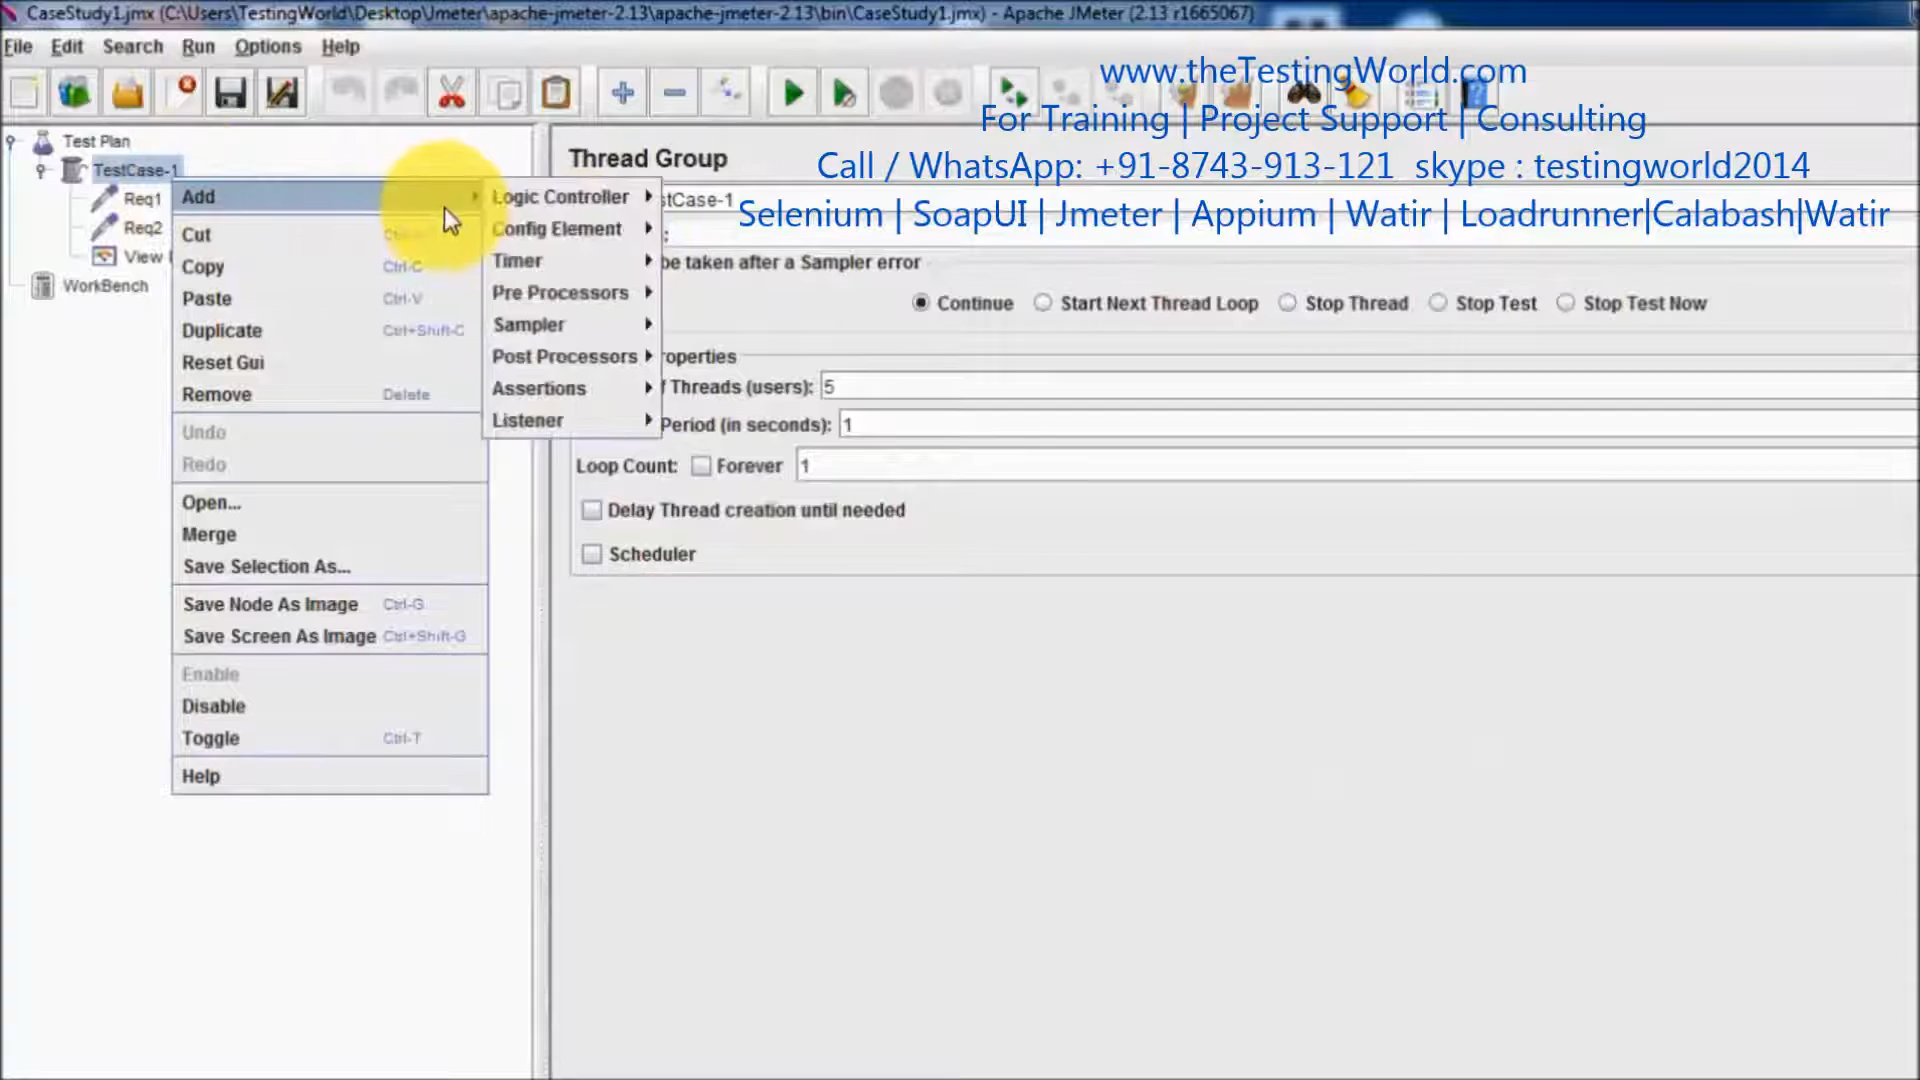 CaseStudy1.jmx (C:\Users\TestingWorld\Desktop\Jmeter\apache-jmeter-2.13\apache-jmeter-2.13\bin\CaseStudy1.jmx) - Apache JMeter (2.13 r1665067)
File Edit Search Run Options Help
www.theTestingWorld.com
For Training | Project Support | Consulting
Call / WhatsApp: +91-8743-913-121 skype : testingworld2014
Selenium | SoapUI | Jmeter | Appium | Watir | Loadrunner|Calabash|Watir
Test Plan
TestCase-1
Req1
Req2
View
WorkBench
Add
Cut
Copy Ctrl-C
Paste Ctrl-V
Duplicate Ctrl+Shift-C
Reset Gui
Remove Delete
Undo
Redo
Open...
Merge
Save Selection As...
Save Node As Image Ctrl-G
Save Screen As Image Ctrl+Shift-G
Enable
Disable
Toggle Ctrl-T
Help
Logic Controller
Config Element
Timer
Pre Processors
Sampler
Post Processors
Assertions
Listener
Thread Group
stCase-1
be taken after a Sampler error
Continue Start Next Thread Loop Stop Thread Stop Test Stop Test Now
roperties
f Threads (users): 5
Period (in seconds): 1
Loop Count: Forever 1
Delay Thread creation until needed
Scheduler